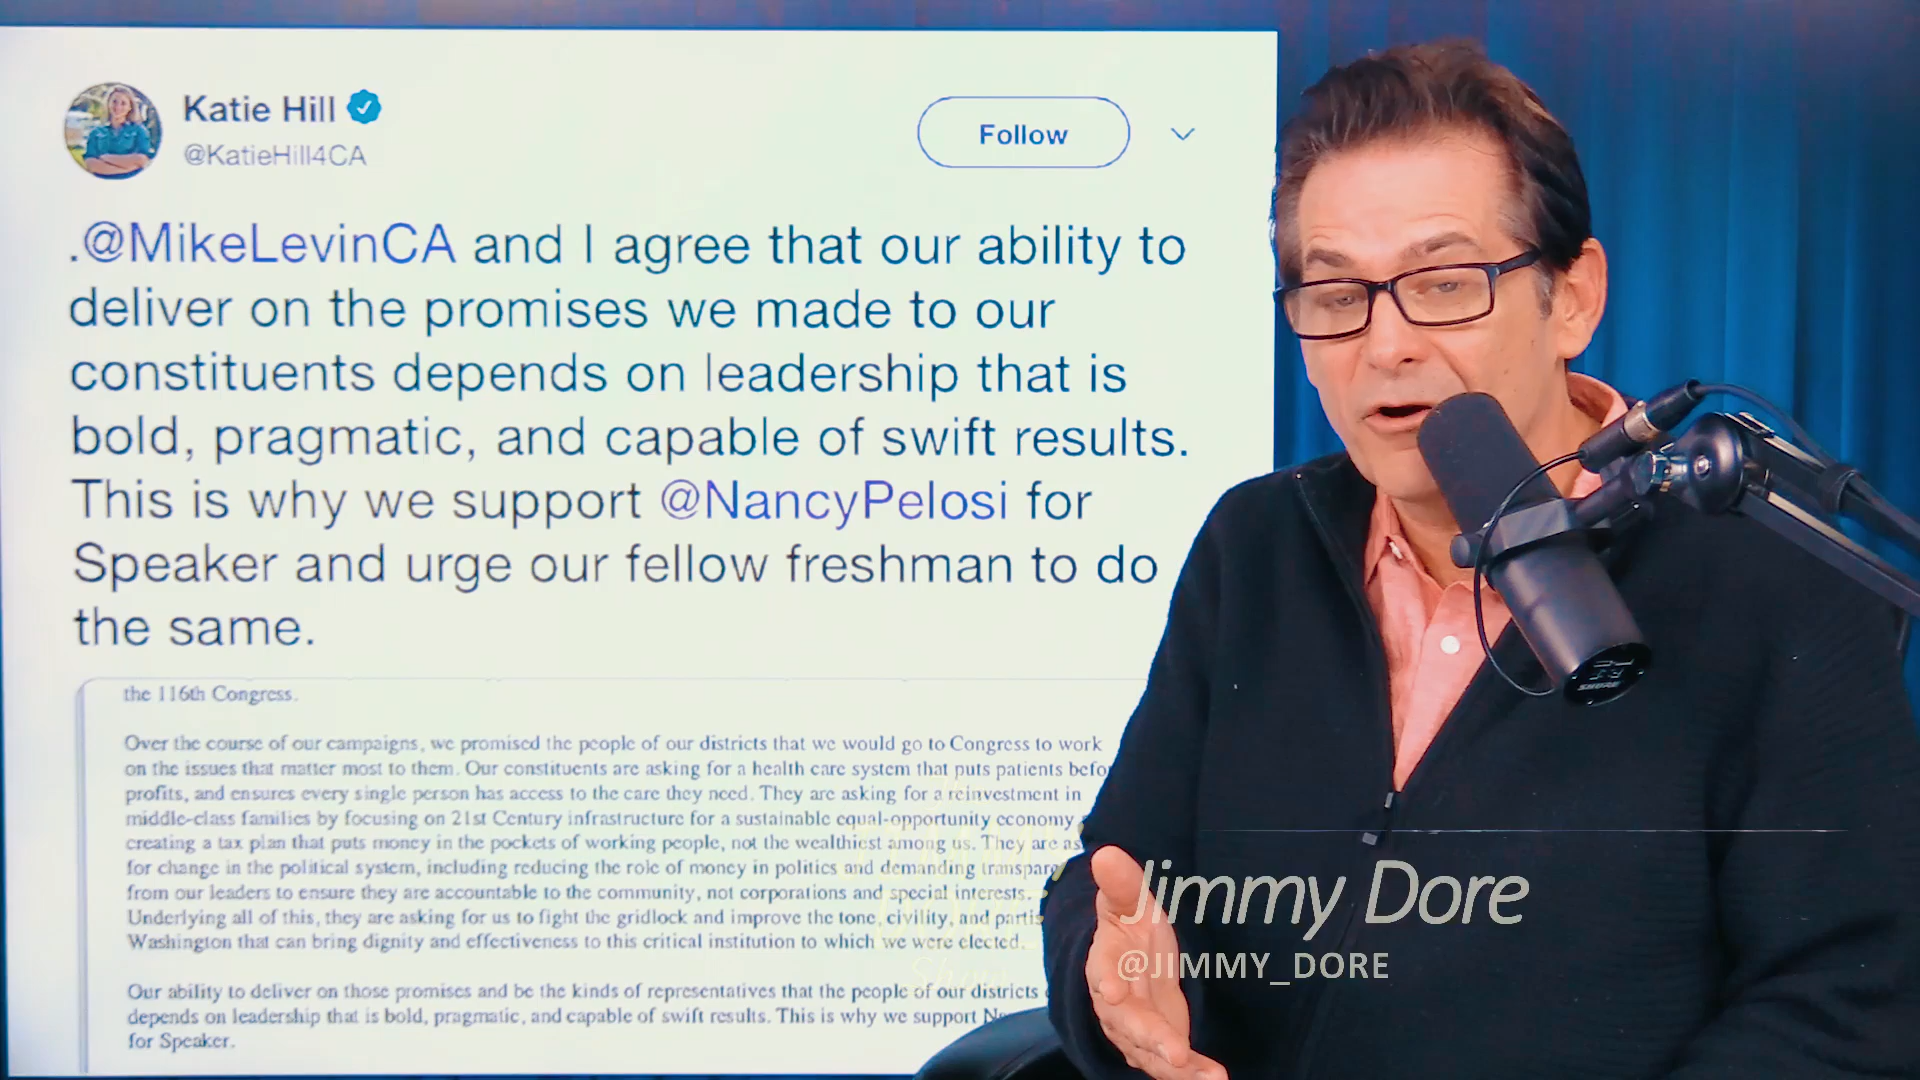 Katie Hill
@KatieHill4CA
Follow
.@MikeLevinCA and I agree that our ability to
deliver on the promises we made to our
constituents depends on leadership that is
bold, pragmatic, and capable of swift results.
This is why we support @NancyPelosi for
Speaker and urge our fellow freshman to do
the same.
the 116th Congress.
Over the course of our campaigns, we promised the people of our districts that we would go to Congress to work
on the issues that matter most to them. Our constituents are asking for a health care system that puts patients befo
profits, and ensures every single person has access to the care they need. They are asking for a reinvestment in
middle-class families by focusing on 21st Century infrastructure for a sustainable equal-opportunity economy
creating a tax plan that puts money in the pockets of working people, not the wealthiest among us. They are as
for change in the political system, including reducing the role of money in politics and demanding transpar
from our leaders to ensure they are accountable to the community, not corporations and special interests.
Underlying all of this, they are asking for us to fight the gridlock and improve the tone, civility, and partis
Washington that can bring dignity and effectiveness to this critical institution to which we were elected.
Our ability to deliver on those promises and be the kinds of representatives that the people of our districts
depends on leadership that is bold, pragmatic, and capable of swift results. This is why we support
for Speaker.
SHURE
Jimmy Dore
@JIMMY_DORE